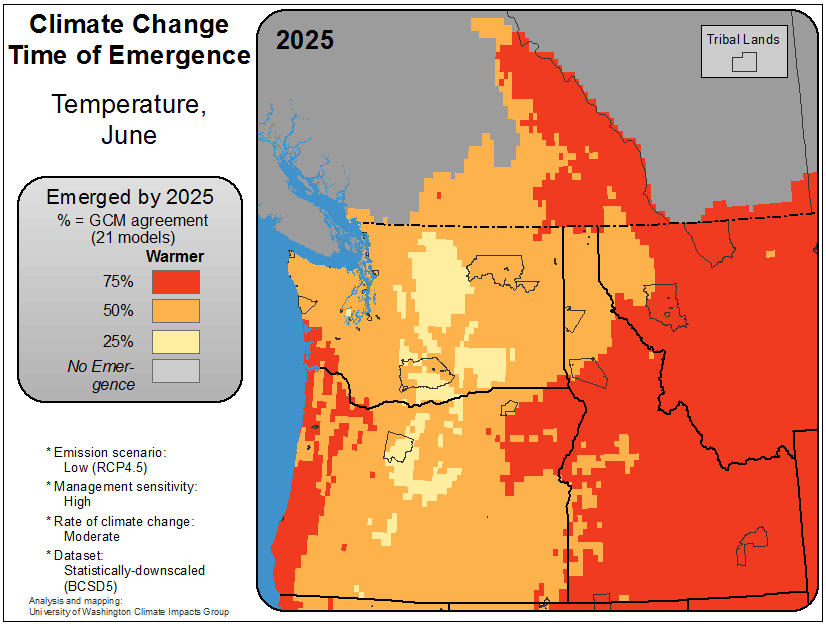 Climate Change
Time of Emergence
Temperature,
June
Emerged by 2025
% = GCM agreement
(21 models)
Warmer
75%
50%
25%
No Emer-
gence
* Emission scenario:
Low (RCP4.5)
* Management sensitivity:
High
* Rate of climate change:
Moderate
* Dataset:
Statistically-downscaled
(BCSD5)
Analysis and mapping:
University of Washington Climate Impacts Group
2025
Tribal Lands